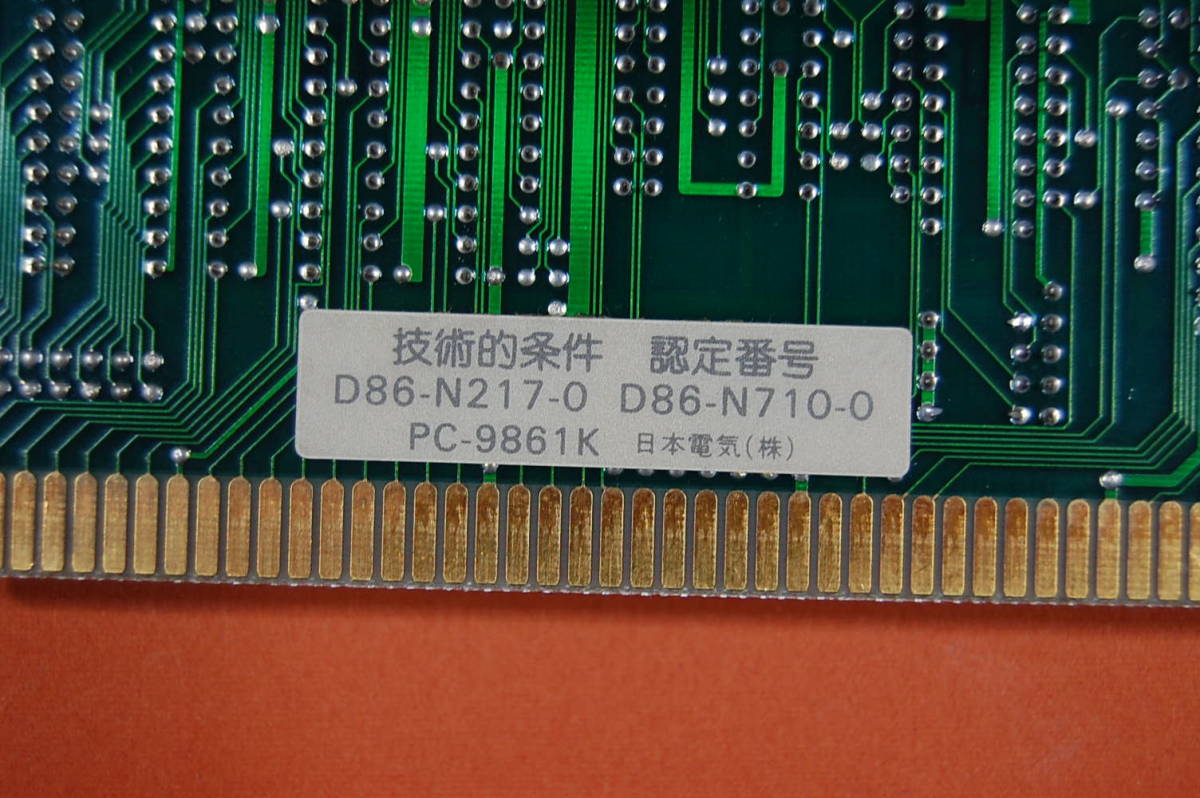 技術的条件 認定番号
D86-N217-0 D86-N710-0
PC-9861K 日本電気(株)